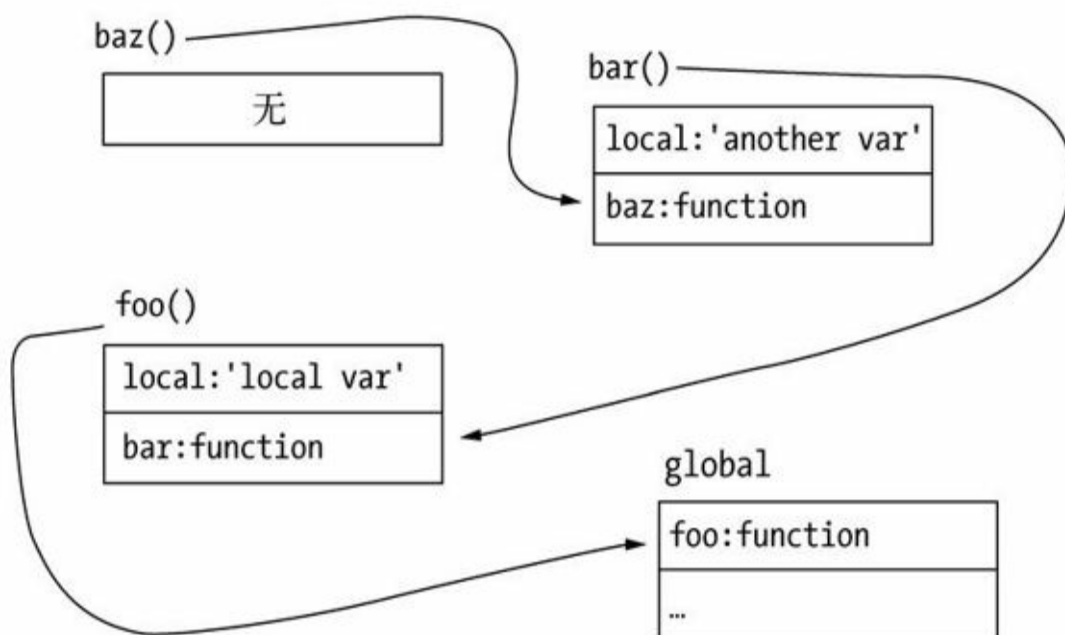 baz()
无
bar()
local:'another var'
baz:function
foo()
local:'local var'
bar:function
global
foo:function
…